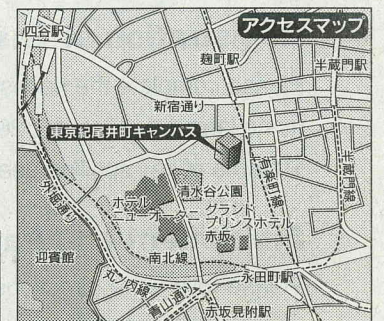 アクセスマップ
四谷駅
麹町駅
半蔵門駅
新宿通り
東京紀尾井町キャンパス
有楽町線
半蔵門線
外堀通り
清水谷公園
ホテル
ニューオータニ
グランド
プリンスホテル
赤坂
迎賓館
南北線
丸ノ内線
永田町駅
青山通り
赤坂見附駅